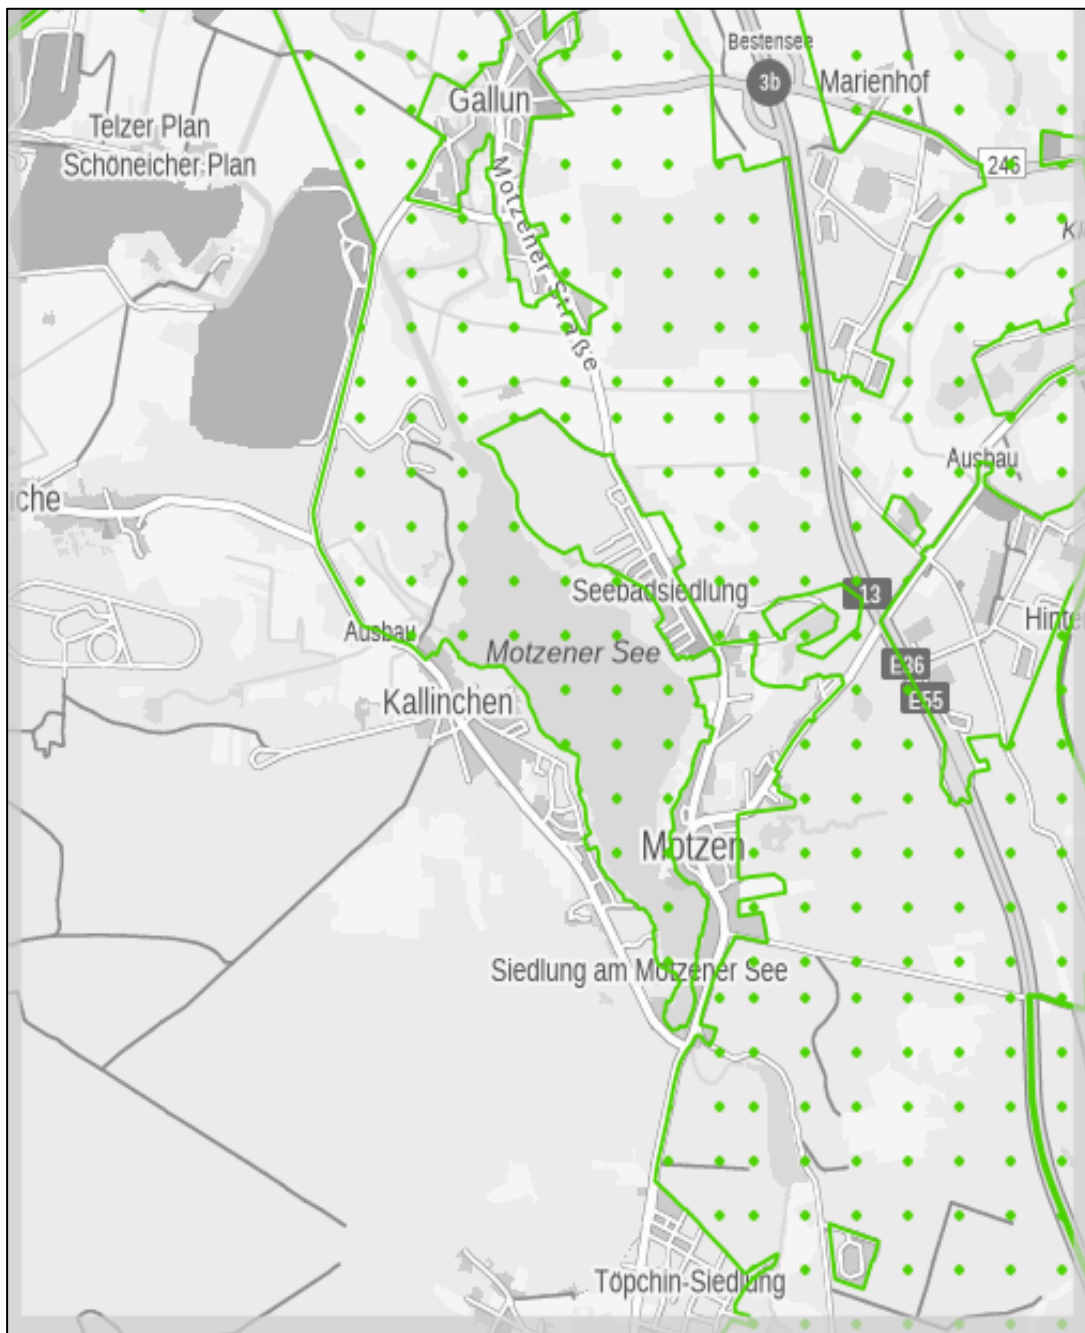 Bestensee
3b
Marienhof
Gallun
Telzer Plan
Schöneicher Plan
246
Motzener Straße
Ausbau
che
Seebadsiedlung
13
Hinter
Ausbau
Motzener See
E36
Kallinchen
E55
Motzen
Siedlung am Motzener See
Töpchin-Siedlung